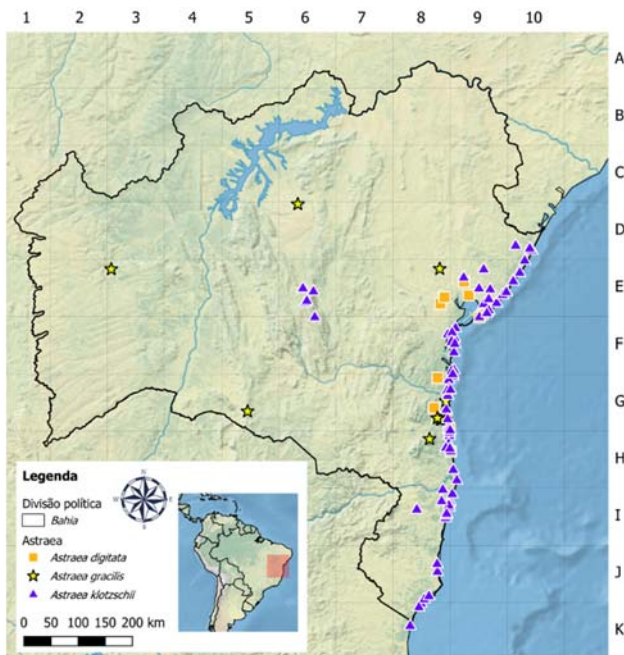 1 2 3 4 5 6 7 8 9 10
A
B
C
D
E
F
G
H
I
J
K
Legenda
N
Divisão política
Bahia
Astraea
Astraea digitata
Astraea gracilis
Astraea klotzschii
0 50 100 150 200 km